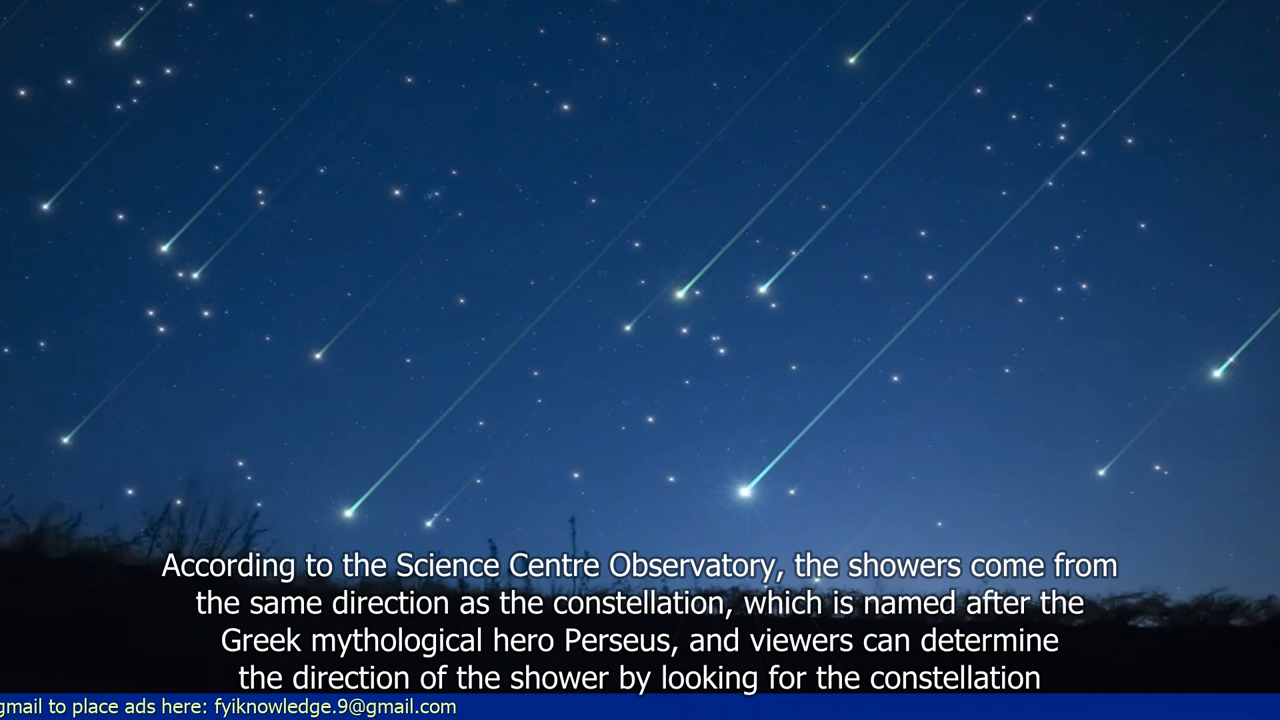 According to the Science Centre Observatory, the showers come from
the same direction as the constellation, which is named after the
Greek mythological hero Perseus, and viewers can determine
the direction of the shower by looking for the constellation
gmail to place ads here: fyiknowledge.9@gmail.com